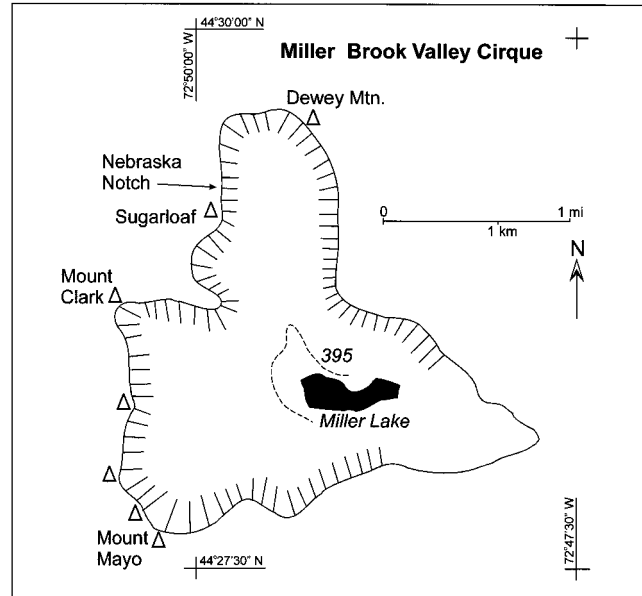 44°30'00" N
72°50'00" W
Miller Brook Valley Cirque
Dewey Mtn.
Nebraska
Notch
Sugarloaf
0 1 mi
1 km
N
Mount
Clark
395
Miller Lake
Mount
Mayo
44°27'30" N
72°47'30" W